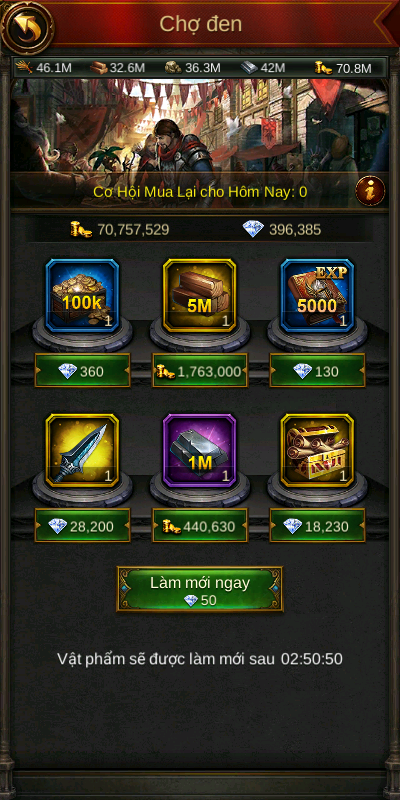 Chợ đen
46.1M 32.6M 36.3M 42M 70.8M
Cơ Hội Mua Lại cho Hôm Nay: 0
70,757,529 396,385
100k 1
5M 1
EXP 5000 1
360 1,763,000 130
1
1M 1
1
28,200 440,630 18,230
Làm mới ngay
50
Vật phẩm sẽ được làm mới sau 02:50:50